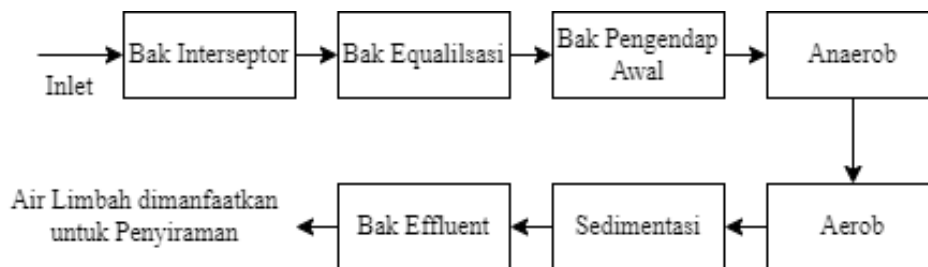 Inlet
Bak Interseptor
Bak Equalilsasi
Bak Pengendap
Awal
Anaerob
Aerob
Sedimentasi
Bak Effluent
Air Limbah dimanfaatkan
untuk Penyiraman